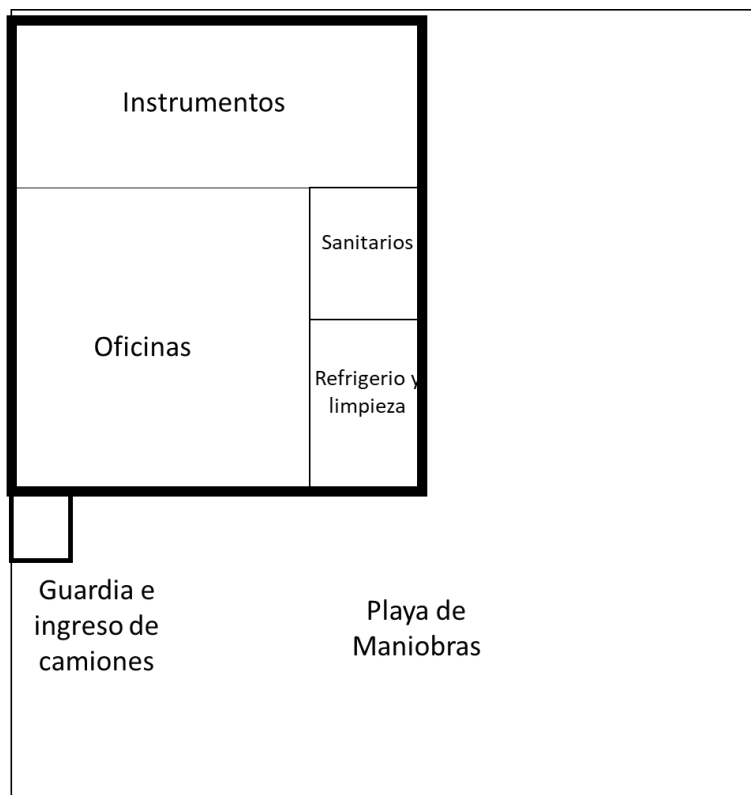 Instrumentos
Sanitarios
Oficinas
Refrigerio y
limpieza
Guardia e
ingreso de
camiones
Playa de
Maniobras